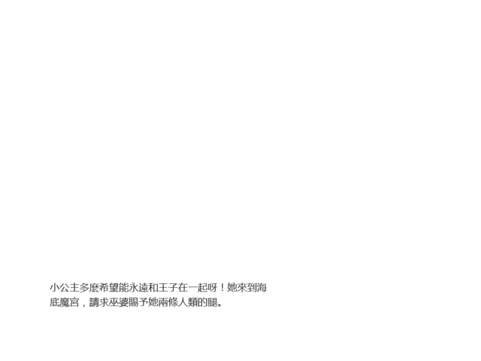 小公主多麽希望能永遠和王子在一起呀！她來到海
底魔宮，請求巫婆賜予她兩條人類的腿。